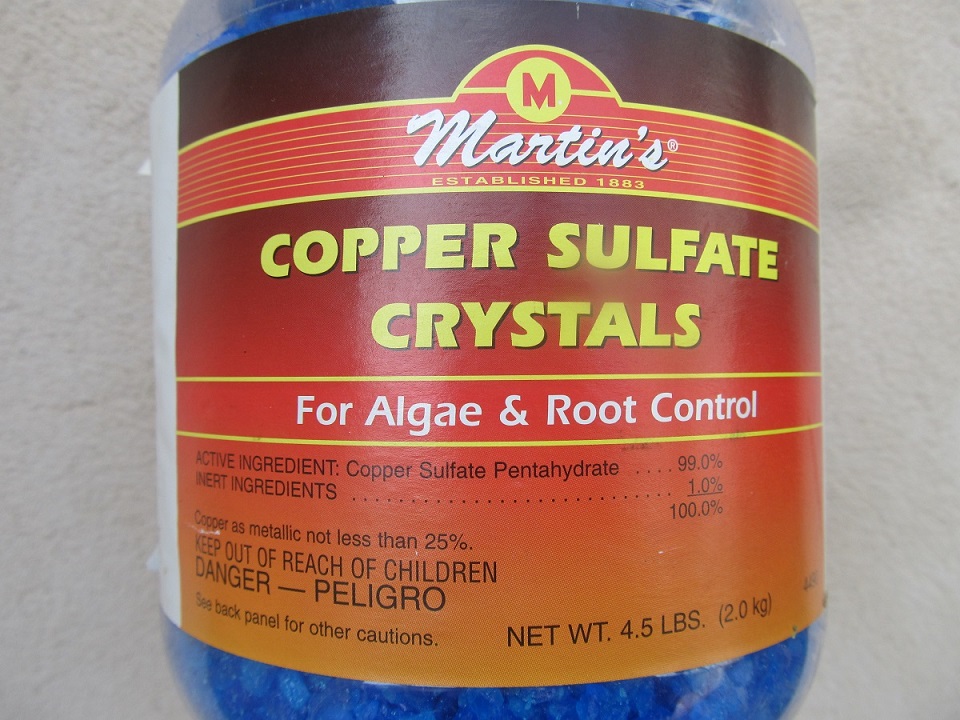 M
Martin's®
ESTABLISHED 1883
COPPER SULFATE
CRYSTALS
For Algae & Root Control
ACTIVE INGREDIENT: Copper Sulfate Pentahydrate .... 99.0%
INERT INGREDIENTS .............................. 1.0%
100.0%
Copper as metallic not less than 25%.
KEEP OUT OF REACH OF CHILDREN
DANGER — PELIGRO
See back panel for other cautions.
NET WT. 4.5 LBS. (2.0 kg)